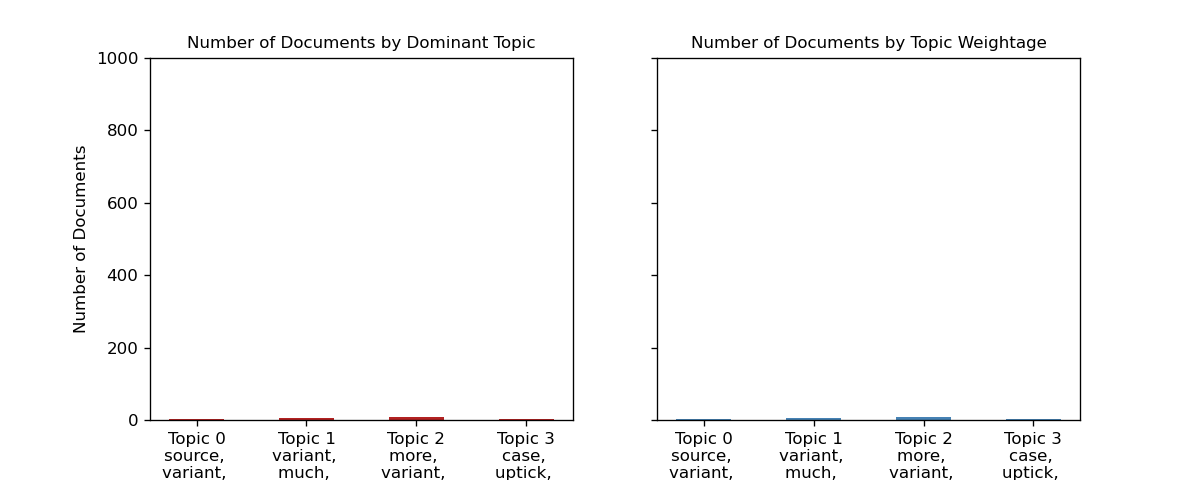 Number of Documents by Dominant Topic
Number of Documents
1000
800
600
400
200
0
Topic 0
source,
variant,
Topic 1
variant,
much,
Topic 2
more,
variant,
Topic 3
case,
uptick,
Number of Documents by Topic Weightage
Topic 0
source,
variant,
Topic 1
variant,
much,
Topic 2
more,
variant,
Topic 3
case,
uptick,